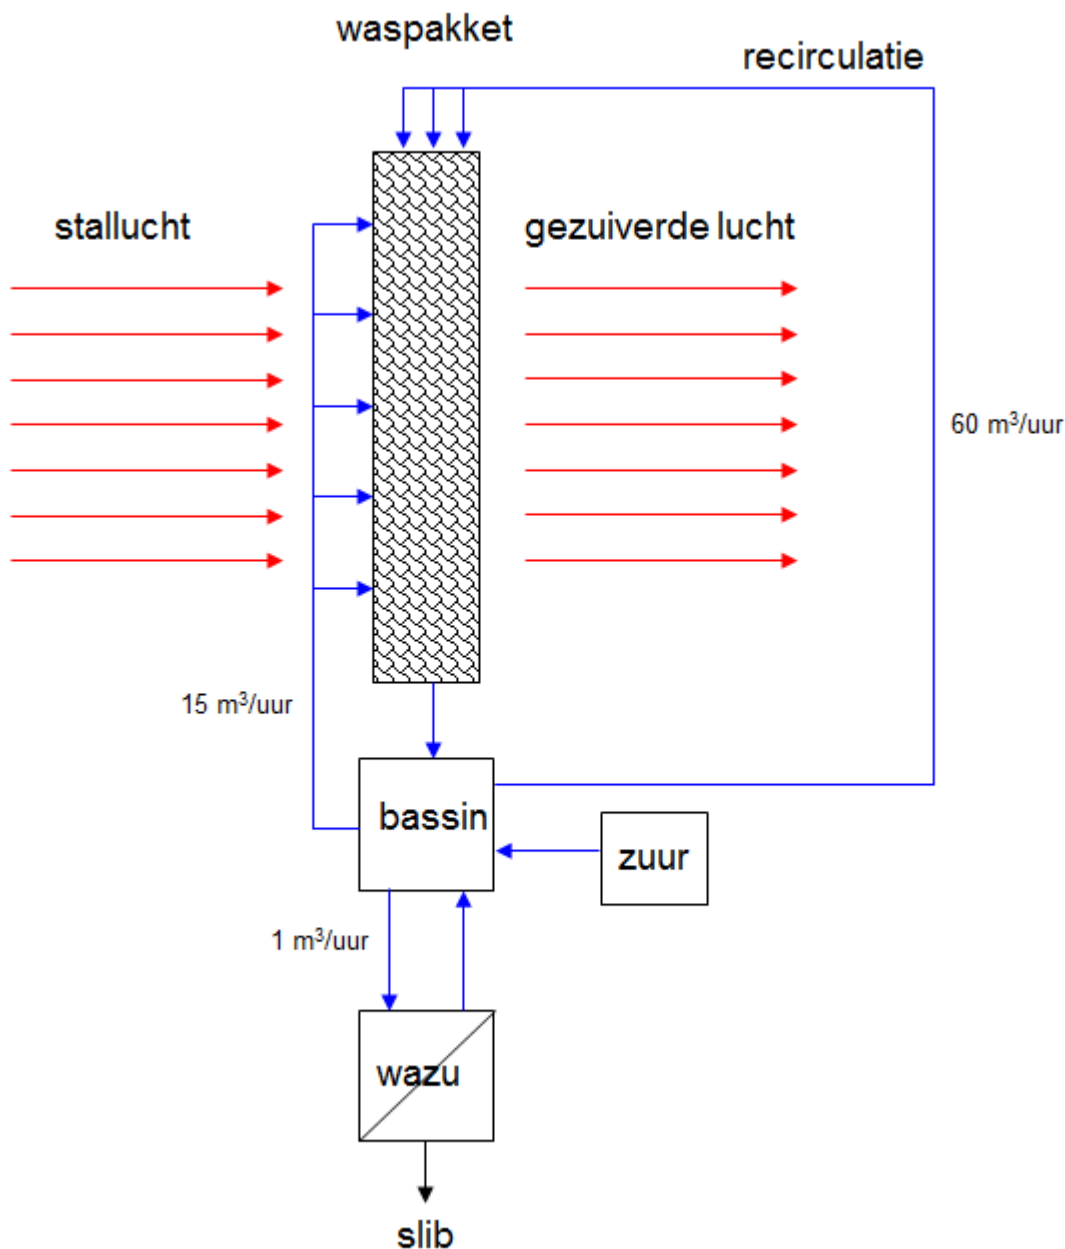 waspakket
recirculatie
stallucht
gezuiverde lucht
60 m³/uur
15 m³/uur
bassin
zuur
1 m³/uur
wazu
slib